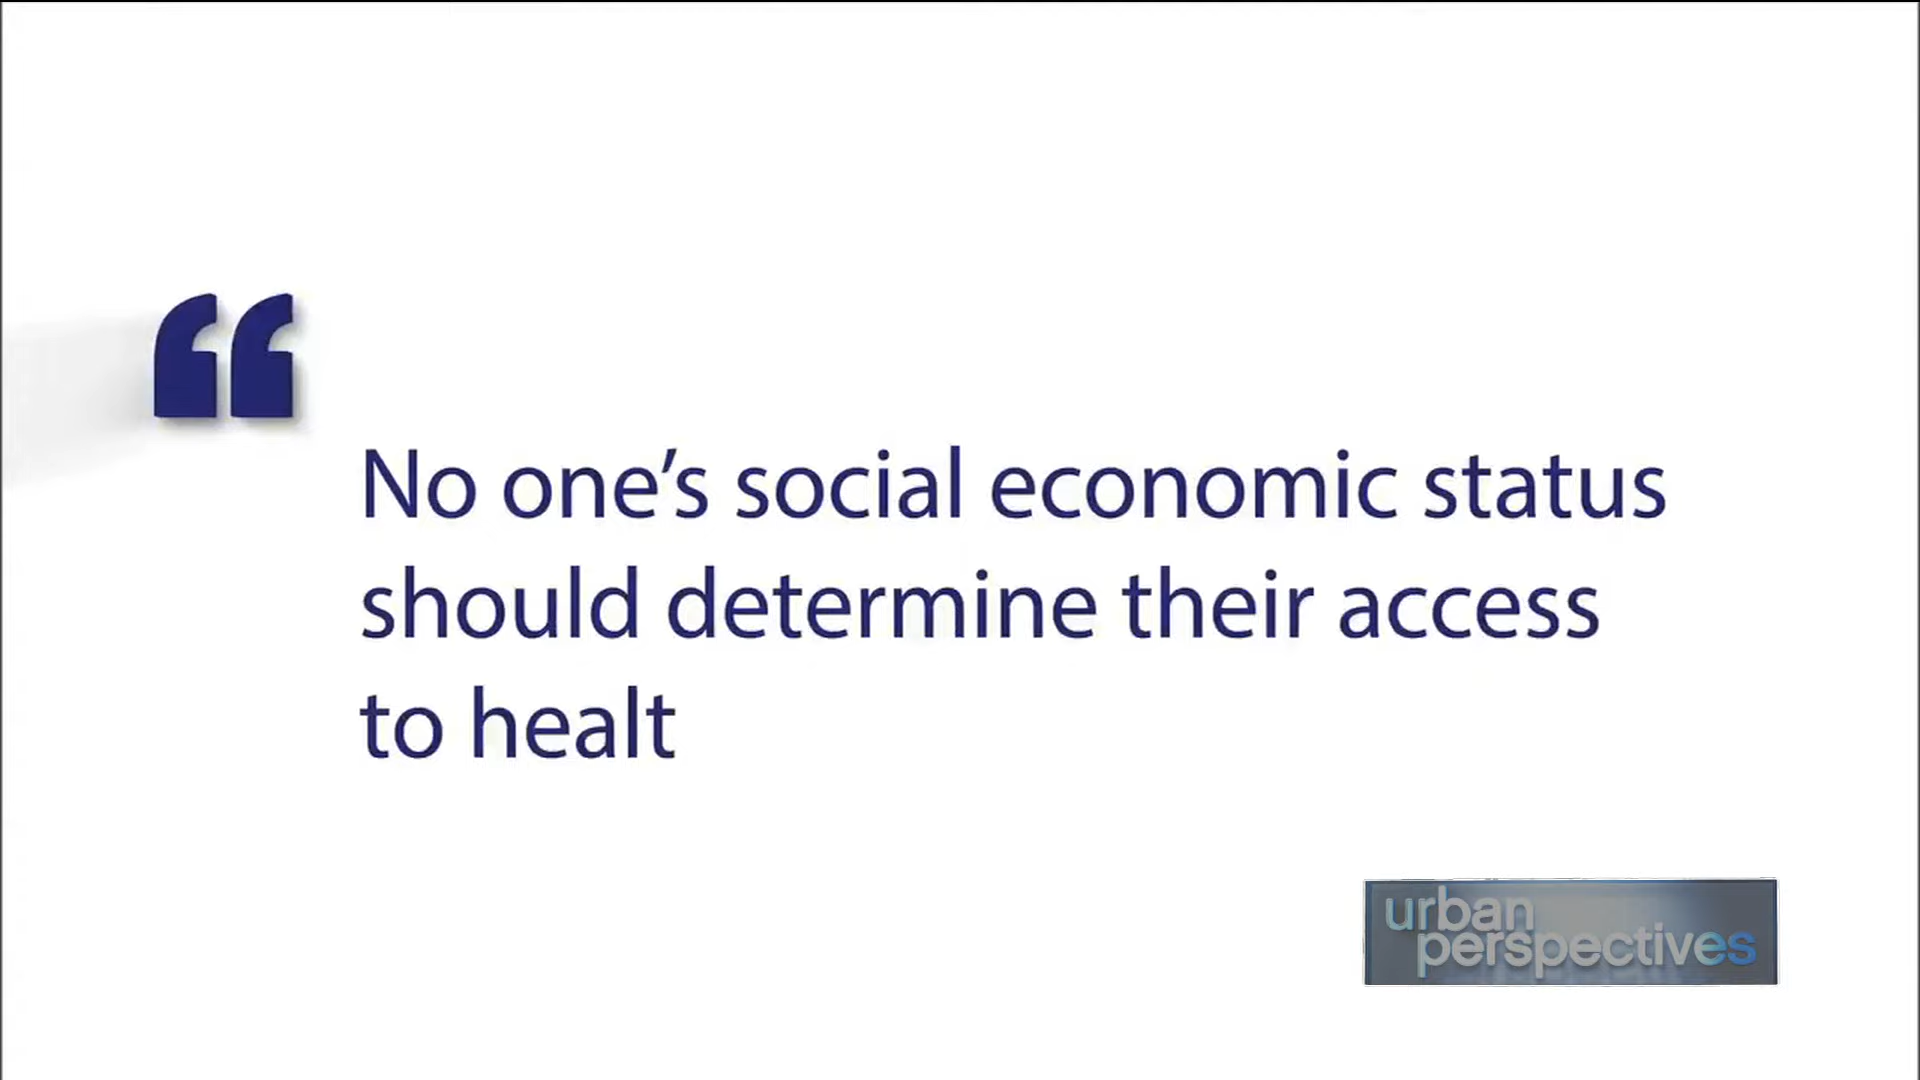 “
No one’s social economic status
should determine their access
to healt
urban
perspectives